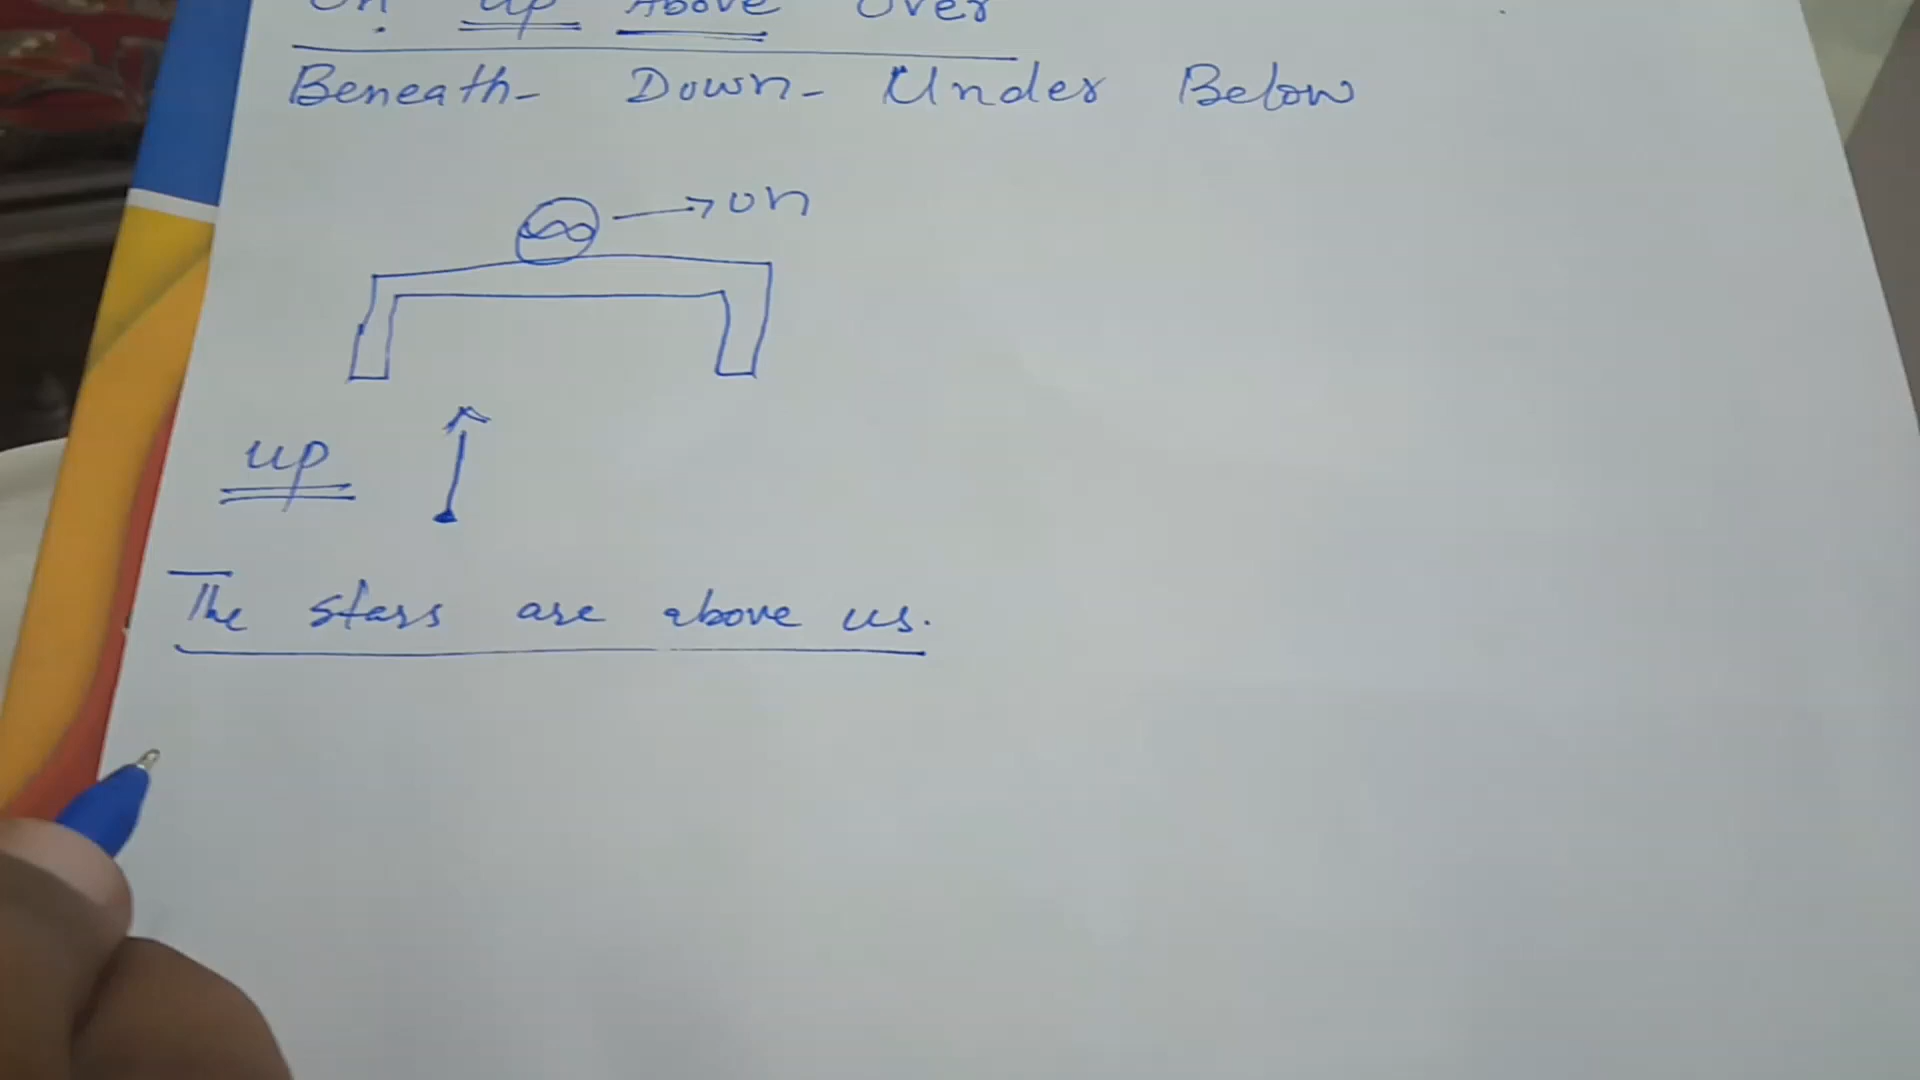 On up Above Over
Beneath- Down- Under Below
on
up
The stars are above us.